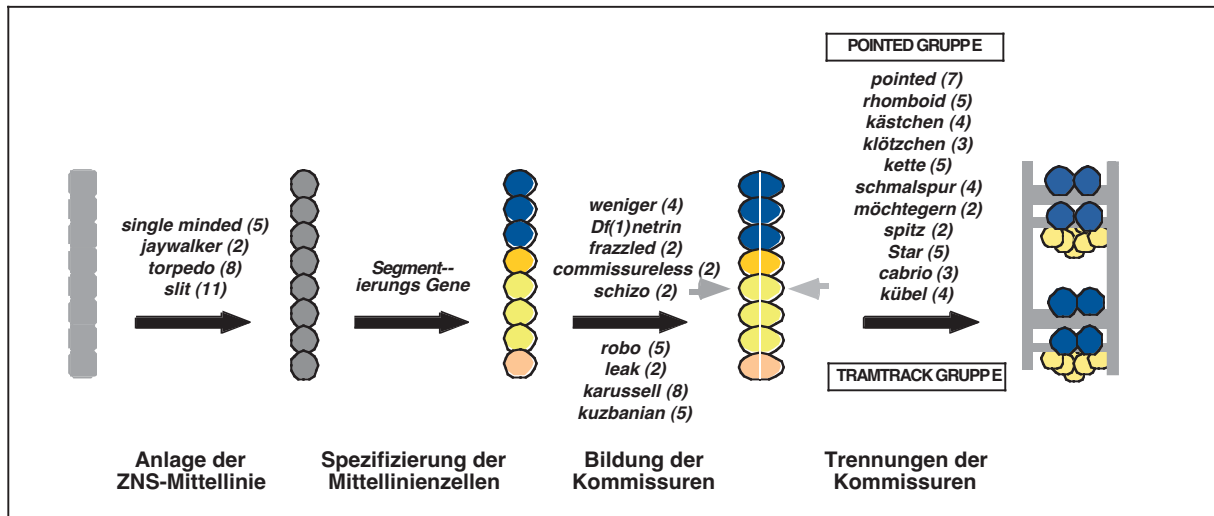 single minded (5)
jaywalker (2)
torpedo (8)
slit (11)
Anlage der
ZNS-Mittellinie
Segment--
ierungs Gene
Spezifizierung der
Mittellinienzellen
weniger (4)
Df(1)netrin
frazzled (2)
commissureless (2)
schizo (2)
robo (5)
leak (2)
karussell (8)
kuzbanian (5)
Bildung der
Kommissuren
POINTED GRUPPE
pointed (7)
rhomboid (5)
kästchen (4)
klötzchen (3)
kette (5)
schmalspur (4)
möchtegern (2)
spitz (2)
Star (5)
cabrio (3)
kübel (4)
TRAMTRACK GRUPPE
Trennungen der
Kommissuren